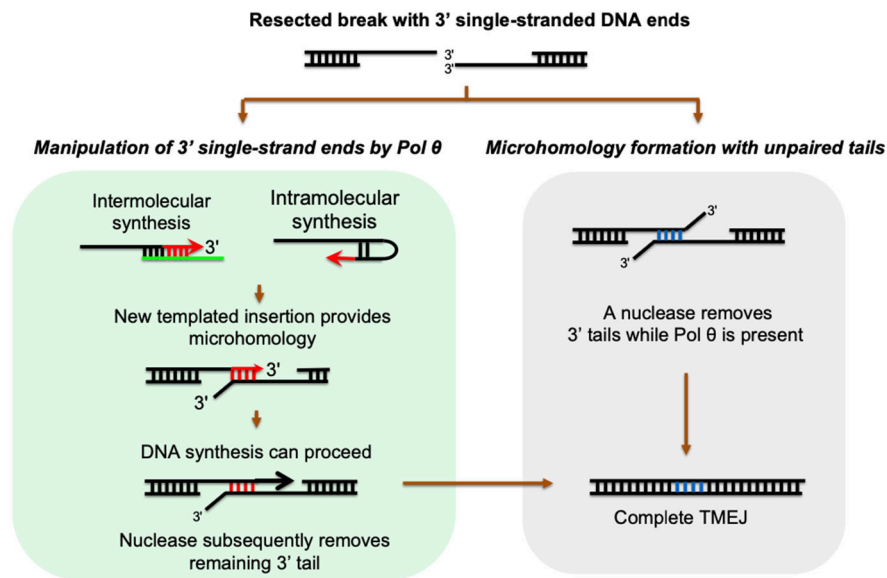 Resected break with 3’ single-stranded DNA ends
3'
3'
Manipulation of 3’ single-strand ends by Pol θ
Intermolecular
synthesis
3'
Intramolecular
synthesis
New templated insertion provides
microhomology
3'
3'
DNA synthesis can proceed
3'
Nuclease subsequently removes
remaining 3’ tail
Microhomology formation with unpaired tails
3'
3'
A nuclease removes
3’ tails while Pol θ is present
Complete TMEJ